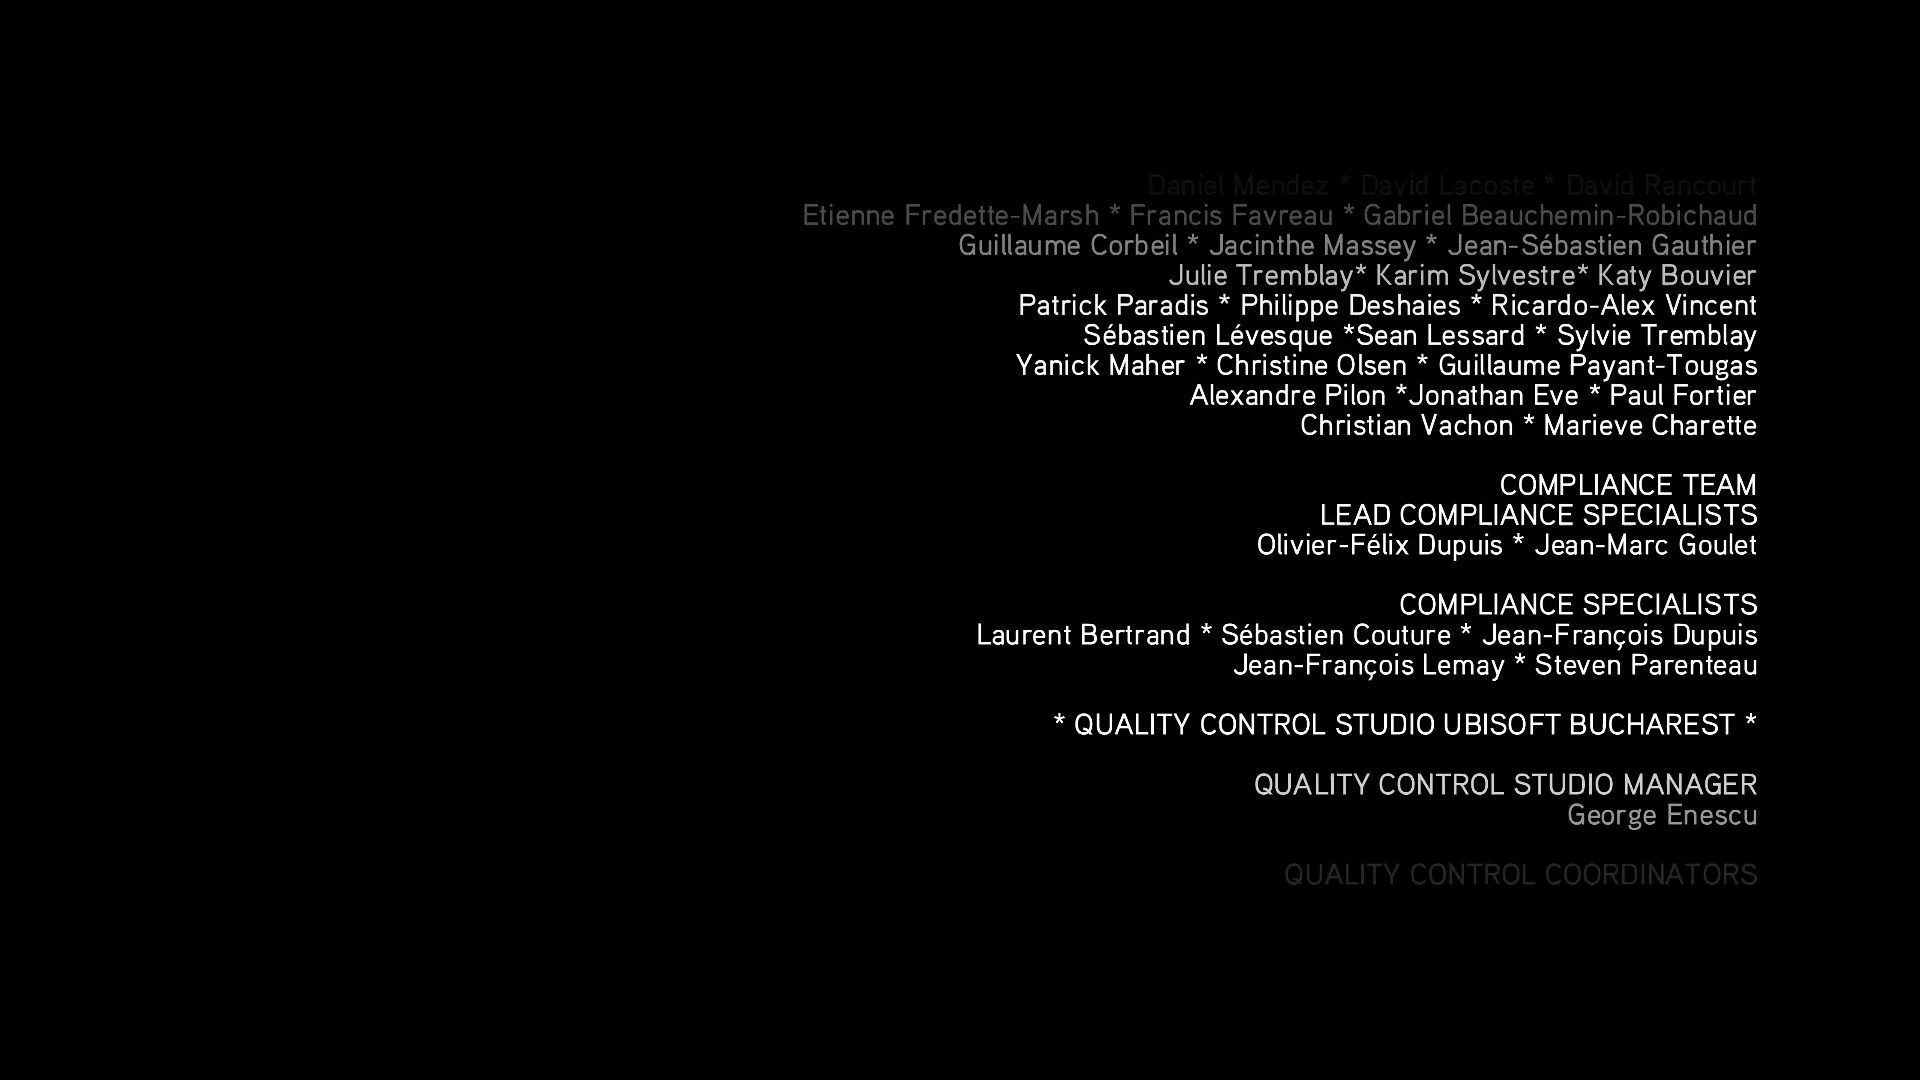 Daniel Mendez * David Lacoste * David Rancourt
Etienne Fredette-Marsh * Francis Favreau * Gabriel Beauchemin-Robichaud
Guillaume Corbeil * Jacinthe Massey * Jean-Sébastien Gauthier
Julie Tremblay* Karim Sylvestre* Katy Bouvier
Patrick Paradis * Philippe Deshaies * Ricardo-Alex Vincent
Sébastien Lévesque *Sean Lessard * Sylvie Tremblay
Yanick Maher * Christine Olsen * Guillaume Payant-Tougas
Alexandre Pilon *Jonathan Eve * Paul Fortier
Christian Vachon * Marieve Charette
COMPLIANCE TEAM
LEAD COMPLIANCE SPECIALISTS
Olivier-Félix Dupuis * Jean-Marc Goulet
COMPLIANCE SPECIALISTS
Laurent Bertrand * Sébastien Couture * Jean-François Dupuis
Jean-François Lemay * Steven Parenteau
* QUALITY CONTROL STUDIO UBISOFT BUCHAREST *
QUALITY CONTROL STUDIO MANAGER
George Enescu
QUALITY CONTROL COORDINATORS